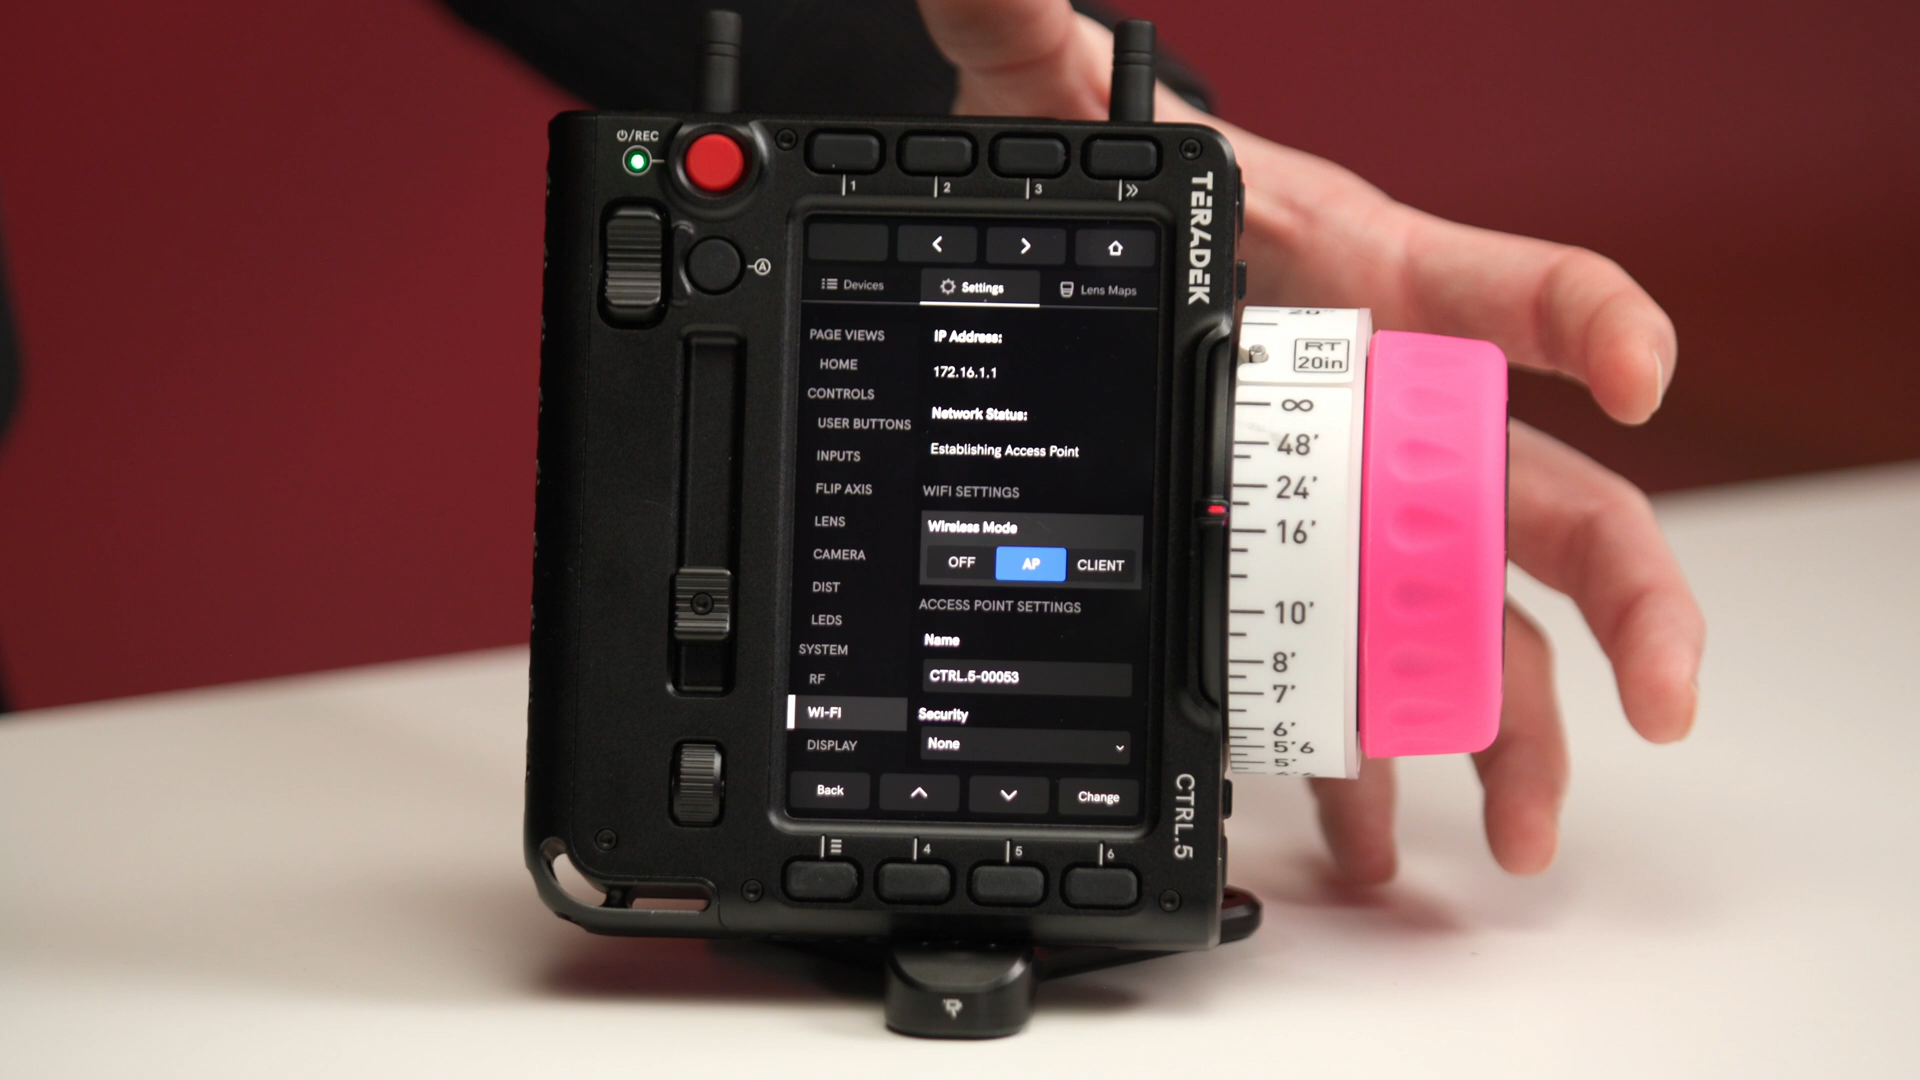 ⏻/REC
1
2
3
»
A
TERADEK
Devices
Settings
Lens Maps
PAGE VIEWS
HOME
CONTROLS
USER BUTTONS
INPUTS
FLIP AXIS
LENS
CAMERA
DIST
LEDS
SYSTEM
RF
WI-FI
DISPLAY
IP Address:
172.16.1.1
Network Status:
Establishing Access Point
WIFI SETTINGS
Wireless Mode
OFF AP CLIENT
ACCESS POINT SETTINGS
Name
CTRL.5-00053
Security
None
Back
Change
4
5
6
CTRL.5
20"
RT
20in
∞
48'
24'
16'
10'
8'
7'
6'
5'6
5'